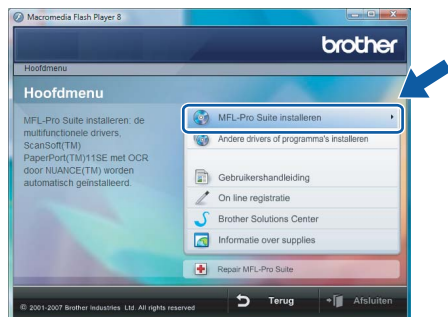 Macromedia Flash Player 8
brother
Hoofdmenu
Hoofdmenu
MFL-Pro Suite installeren: de
multifunctionele drivers,
ScanSoft(TM)
PaperPort(TM)11SE met OCR
door NUANCE(TM) worden
automatisch geïnstalleerd.
MFL-Pro Suite installeren
Andere drivers of programma's installeren
Gebruikershandleiding
On line registratie
Brother Solutions Center
Informatie over supplies
Repair MFL-Pro Suite
© 2001-2007 Brother Industries Ltd. All rights reserved
Terug
Afsluiten